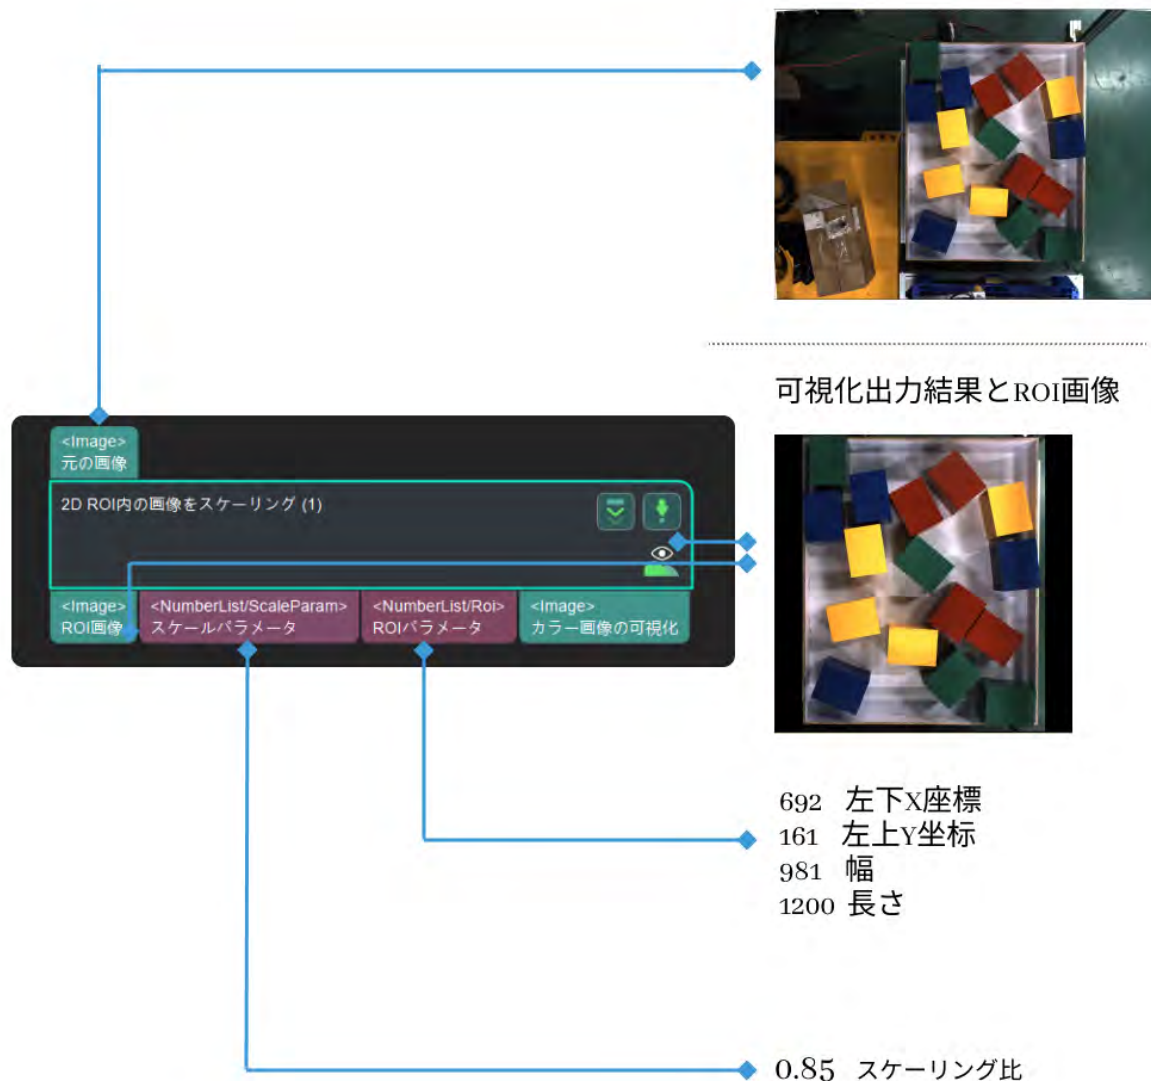 可視化出力結果とROI画像
<Image>
元の画像
2D ROI内の画像をスケーリング (1)
<Image>
ROI画像
<NumberList/ScaleParam>
スケールパラメータ
<NumberList/Roi>
ROIパラメータ
<Image>
カラー画像の可視化
692 左下X座標
161 左上Y坐标
981 幅
1200 長さ
0.85 スケーリング比